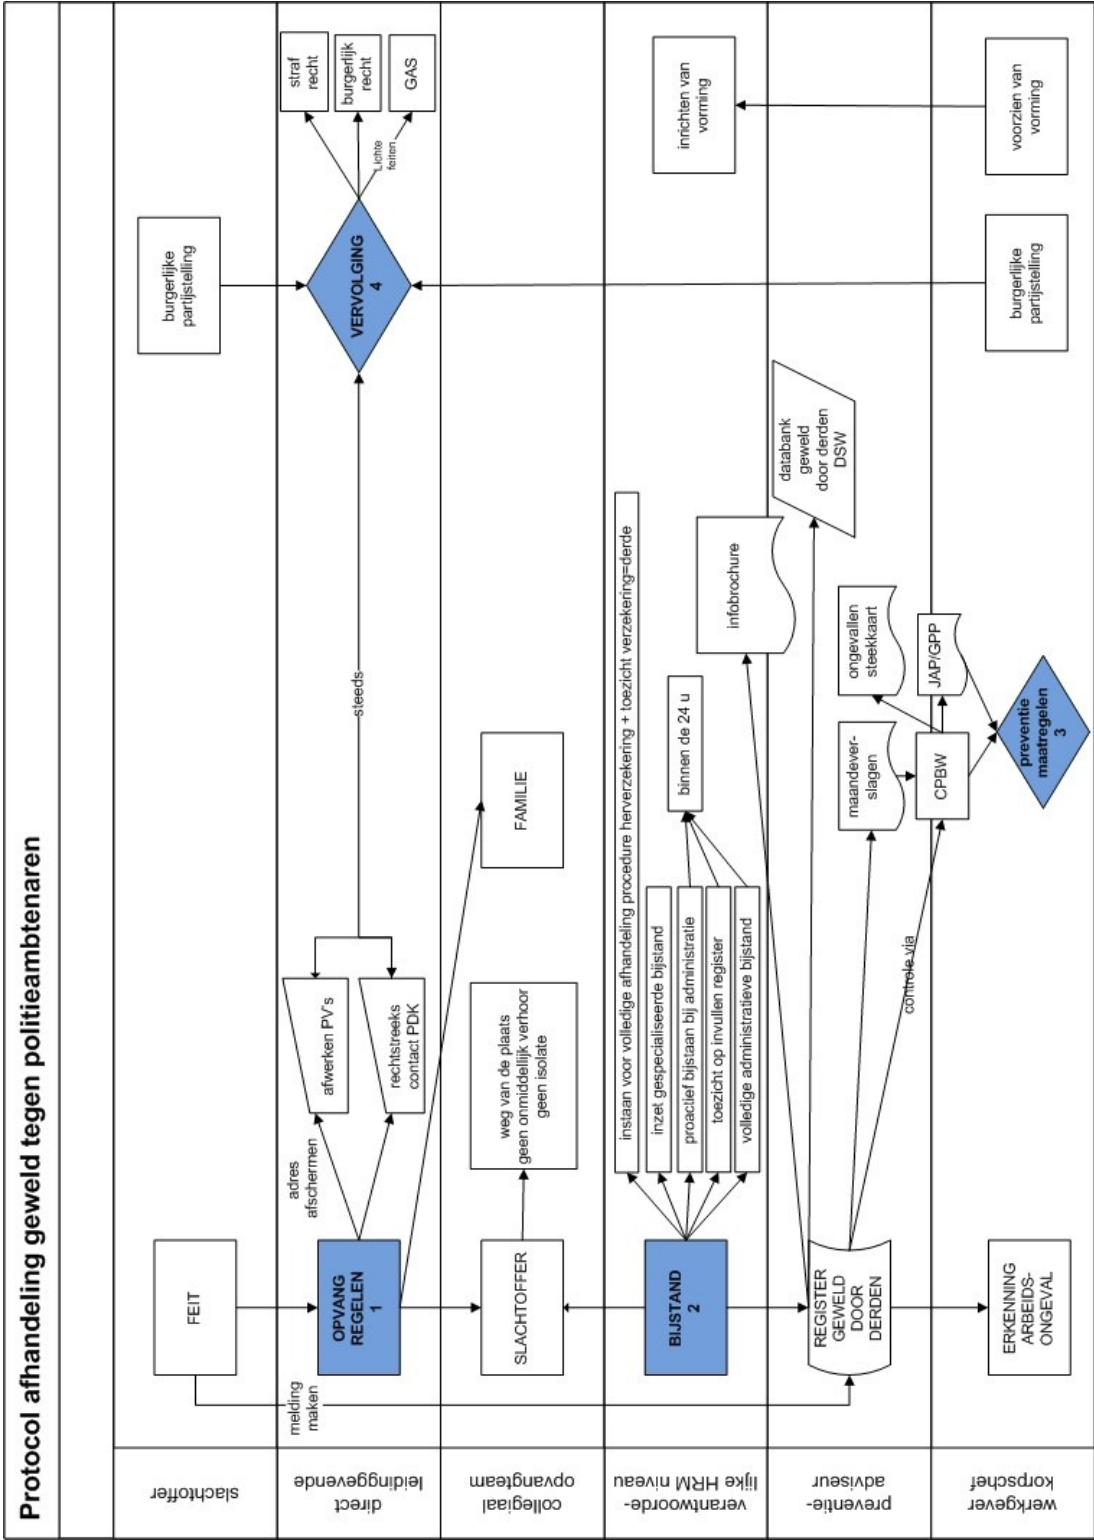 Protocol afhandeling geweld tegen politieambtenaren
slachtoffer
FEIT
melding
maken
burgerlijke
partijstelling
direct
leidinggevende
OPVANG
REGELEN
1
adres
afschermen
afwerken PV's
rechtstreeks
contact PDK
steeds
VERVOLGING
4
Lichte
feiten
straf
recht
burgerlijk
recht
GAS
collegiaal
opvangteam
SLACHTOFFER
weg van de plaats
geen onmiddellijk verhoor
geen isolate
FAMILIE
verantwoorde-
lijke HRM niveau
BIJSTAND
2
instaan voor volledige afhandeling procedure herverzekering + toezicht verzekering=derde
inzet gespecialiseerde bijstand
proactief bijstaan bij administratie
toezicht op invullen register
volledige administratieve bijstand
binnen de 24 u
infobrochure
inrichten van
vorming
preventie-
adviseur
REGISTER
GEWELD
DOOR
DERDEN
controle via
maandever-
slagen
ongevallen
steekkaart
databank
geweld
door derden
DSW
werkgever
korpschef
ERKENNING
ARBEIDS-
ONGEVAL
CPBW
JAP/GPP
preventie
maatregelen
3
burgerlijke
partijstelling
voorzien van
vorming